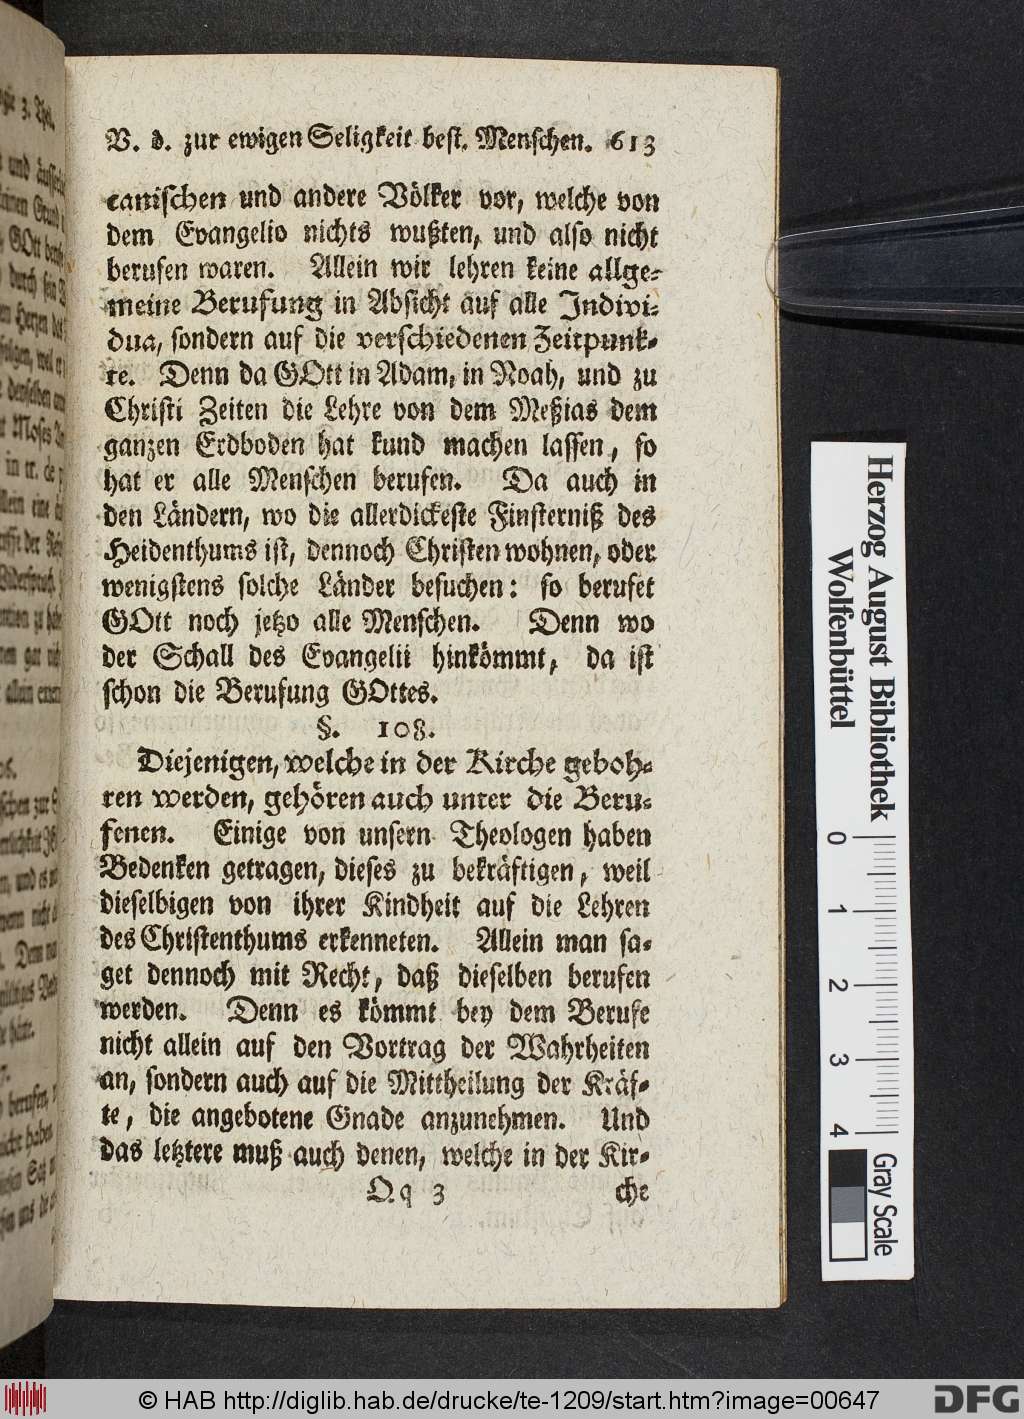 V. d. zur ewigen Seligkeit best. Menschen. 613
canischen und andere Völker vor, welche von
dem Evangelio nichts wußten, und also nicht
berufen waren. Allein wir lehren keine allge-
meine Berufung in Absicht auf alle Indivi-
dua, sondern auf die verschiedenen Zeitpunk-
te. Denn da GOtt in Adam, in Noah, und zu
Christi Zeiten die Lehre von dem Meßias dem
ganzen Erdboden hat kund machen lassen, so
hat er alle Menschen berufen. Da auch in
den Ländern, wo die allerdickeste Finsterniß des
Heidenthums ist, dennoch Christen wohnen, oder
wenigstens solche Länder besuchen: so berufet
GOtt noch jetzo alle Menschen. Denn wo
der Schall des Evangelii hinkömmt, da ist
schon die Berufung GOttes.
§. 108.
Diejenigen, welche in der Kirche geboh-
ren werden, gehören auch unter die Beru-
fenen. Einige von unsern Theologen haben
Bedenken getragen, dieses zu bekräftigen, weil
dieselbigen von ihrer Kindheit auf die Lehren
des Christenthums erkenneten. Allein man sa-
get dennoch mit Recht, daß dieselben berufen
werden. Denn es kömmt bey dem Berufe
nicht allein auf den Vortrag der Wahrheiten
an, sondern auch auf die Mittheilung der Kräf-
te, die angebotene Gnade anzunehmen. Und
das letztere muß auch denen, welche in der Kir-
Qq 3 che
Herzog August Bibliothek
Wolfenbüttel
0 1 2 3 4
Gray Scale
© HAB http://diglib.hab.de/drucke/te-1209/start.htm?image=00647
DFG